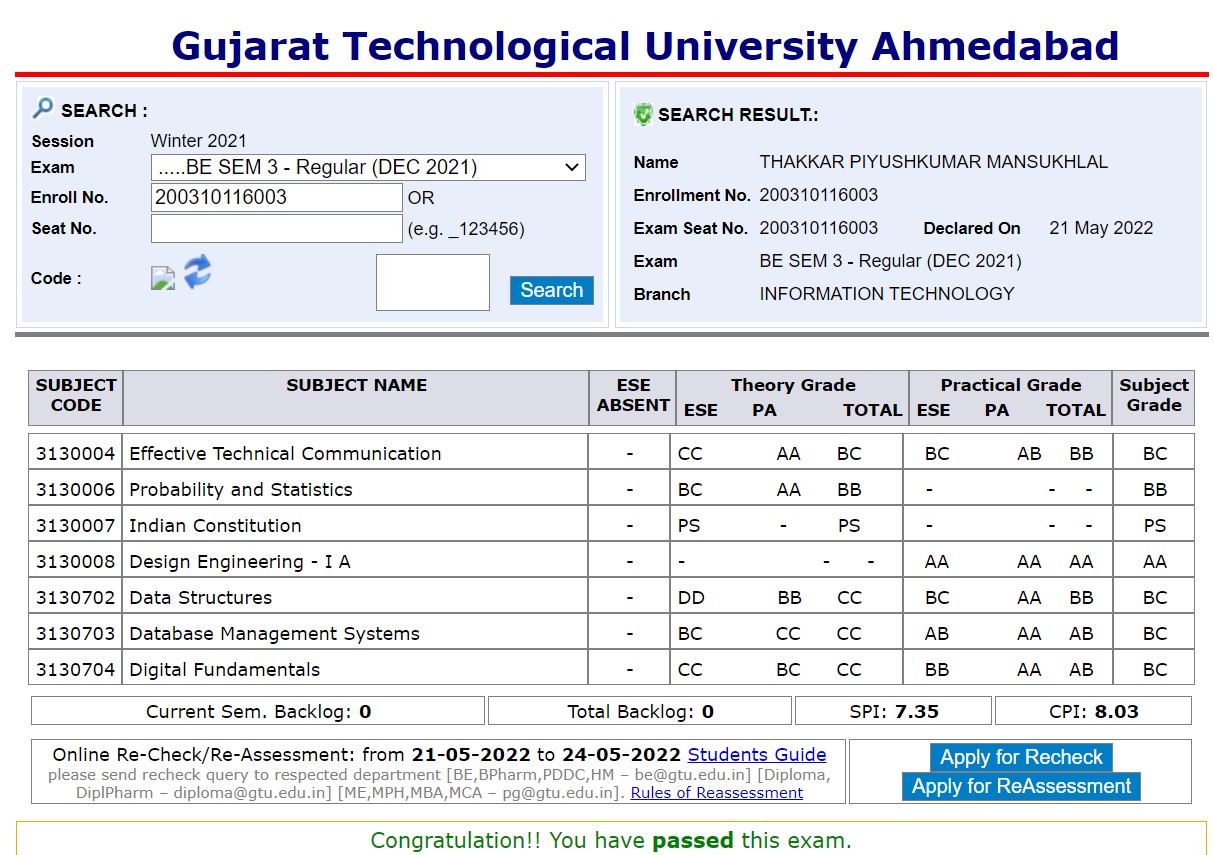 Gujarat Technological University Ahmedabad
SEARCH :
Session Winter 2021
Exam .....BE SEM 3 - Regular (DEC 2021)
Enroll No. 200310116003 OR
Seat No. (e.g. _123456)
Code : Search
SEARCH RESULT.:
Name THAKKAR PIYUSHKUMAR MANSUKHLAL
Enrollment No. 200310116003
Exam Seat No. 200310116003 Declared On 21 May 2022
Exam BE SEM 3 - Regular (DEC 2021)
Branch INFORMATION TECHNOLOGY
SUBJECT CODE SUBJECT NAME ESE ABSENT Theory Grade Practical Grade Subject Grade
ESE PA TOTAL ESE PA TOTAL
3130004 Effective Technical Communication - CC AA BC BC AB BB BC
3130006 Probability and Statistics - BC AA BB - - - BB
3130007 Indian Constitution - PS - PS - - - PS
3130008 Design Engineering - I A - - - - AA AA AA AA
3130702 Data Structures - DD BB CC BC AA BB BC
3130703 Database Management Systems - BC CC CC AB AA AB BC
3130704 Digital Fundamentals - CC BC CC BB AA AB BC
Current Sem. Backlog: 0 Total Backlog: 0 SPI: 7.35 CPI: 8.03
Online Re-Check/Re-Assessment: from 21-05-2022 to 24-05-2022 Students Guide
please send recheck query to respected department [BE,BPharm,PDDC,HM – be@gtu.edu.in] [Diploma,
DiplPharm – diploma@gtu.edu.in] [ME,MPH,MBA,MCA – pg@gtu.edu.in]. Rules of Reassessment
Apply for Recheck
Apply for ReAssessment
Congratulation!! You have passed this exam.